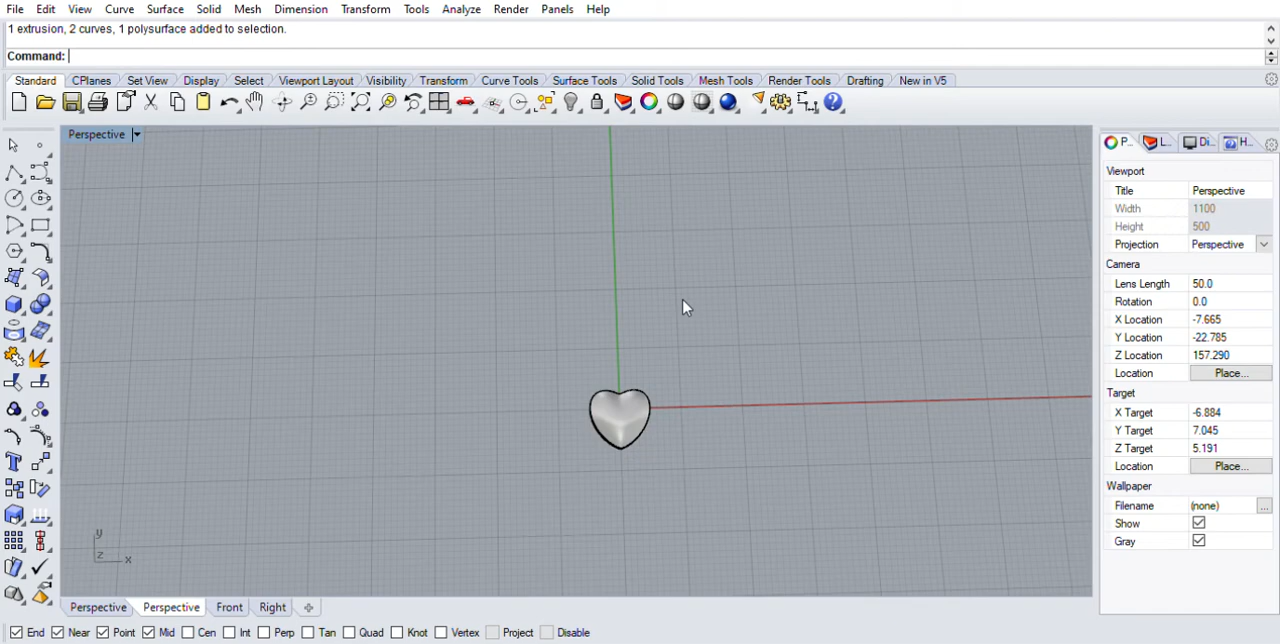 File Edit View Curve Surface Solid Mesh Dimension Transform Tools Analyze Render Panels Help
1 extrusion, 2 curves, 1 polysurface added to selection.
Command:
Standard CPlanes Set View Display Select Viewport Layout Visibility Transform Curve Tools Surface Tools Solid Tools Mesh Tools Render Tools Drafting New in V5
Perspective
P... L... Di... H...
Viewport
Title Perspective
Width 1100
Height 500
Projection Perspective
Camera
Lens Length 50.0
Rotation 0.0
X Location -7.665
Y Location -22.785
Z Location 157.290
Location Place...
Target
X Target -6.884
Y Target 7.045
Z Target 5.191
Location Place...
Wallpaper
Filename (none) ...
Show
Gray
y
z x
Perspective Perspective Front Right
End Near Point Mid Cen Int Perp Tan Quad Knot Vertex Project Disable